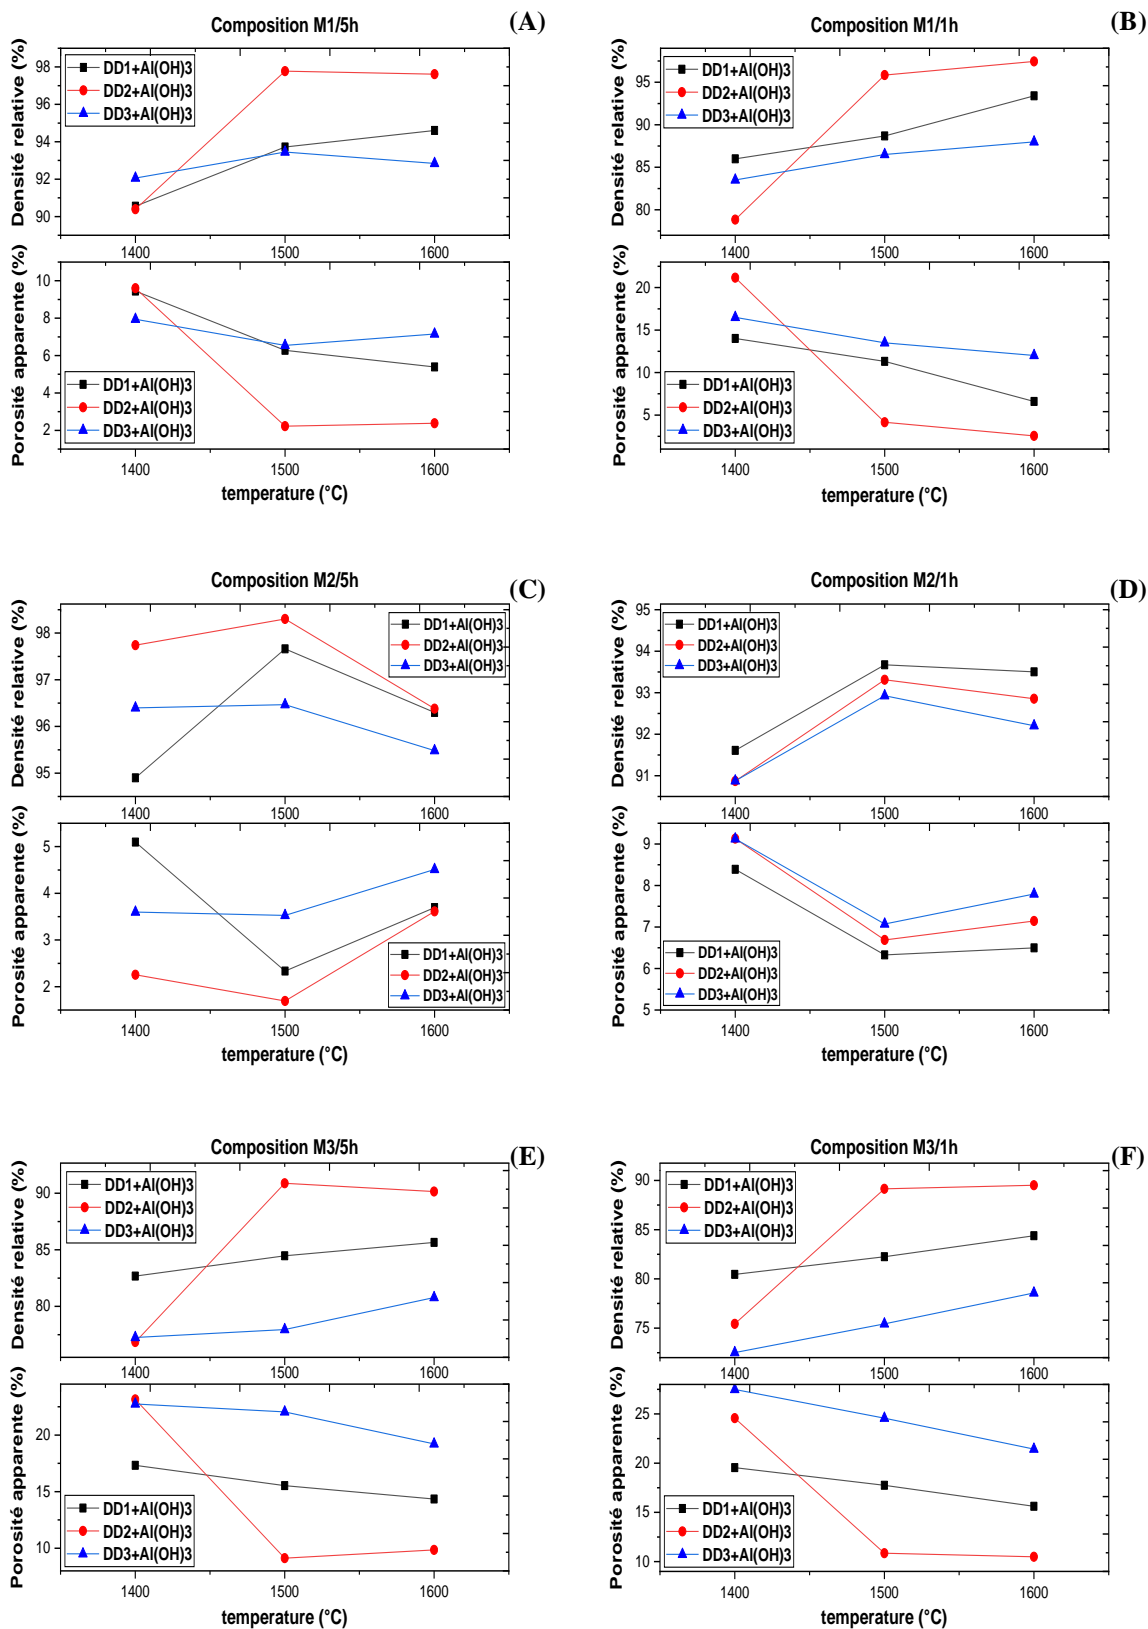 Composition M1/5h
(A)
Densité relative (%)
98
96
94
92
90
DD1+Al(OH)3
DD2+Al(OH)3
DD3+Al(OH)3
1400 1500 1600
Porosité apparente (%)
10
8
6
4
2
DD1+Al(OH)3
DD2+Al(OH)3
DD3+Al(OH)3
1400 1500 1600
temperature (°C)
Composition M1/1h
(B)
Densité relative (%)
95
90
85
80
DD1+Al(OH)3
DD2+Al(OH)3
DD3+Al(OH)3
1400 1500 1600
Porosité apparente (%)
20
15
10
5
DD1+Al(OH)3
DD2+Al(OH)3
DD3+Al(OH)3
1400 1500 1600
temperature (°C)
Composition M2/5h
(C)
Densité relative (%)
98
97
96
95
DD1+Al(OH)3
DD2+Al(OH)3
DD3+Al(OH)3
1400 1500 1600
Porosité apparente (%)
5
4
3
2
DD1+Al(OH)3
DD2+Al(OH)3
DD3+Al(OH)3
1400 1500 1600
temperature (°C)
Composition M2/1h
(D)
Densité relative (%)
95
94
93
92
91
DD1+Al(OH)3
DD2+Al(OH)3
DD3+Al(OH)3
1400 1500 1600
Porosité apparente (%)
9
8
7
6
5
DD1+Al(OH)3
DD2+Al(OH)3
DD3+Al(OH)3
1400 1500 1600
temperature (°C)
Composition M3/5h
(E)
Densité relative (%)
90
85
80
DD1+Al(OH)3
DD2+Al(OH)3
DD3+Al(OH)3
1400 1500 1600
Porosité apparente (%)
20
15
10
DD1+Al(OH)3
DD2+Al(OH)3
DD3+Al(OH)3
1400 1500 1600
temperature (°C)
Composition M3/1h
(F)
Densité relative (%)
90
85
80
75
DD1+Al(OH)3
DD2+Al(OH)3
DD3+Al(OH)3
1400 1500 1600
Porosité apparente (%)
25
20
15
10
DD1+Al(OH)3
DD2+Al(OH)3
DD3+Al(OH)3
1400 1500 1600
temperature (°C)